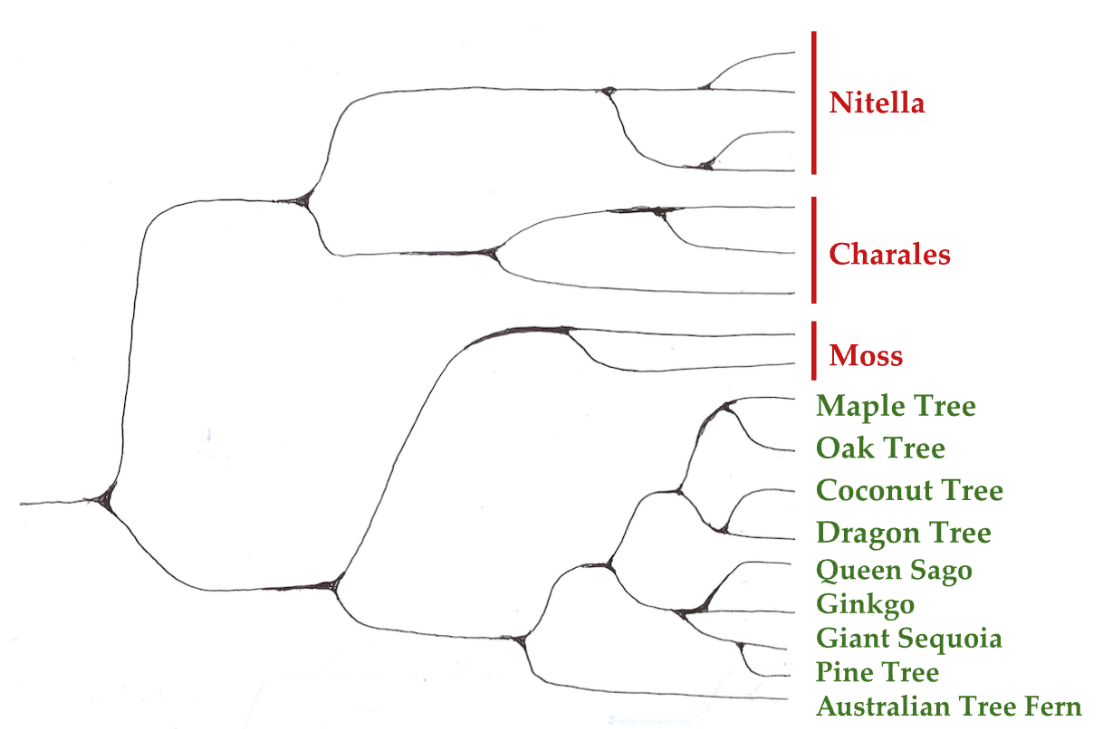 Nitella
Charales
Moss
Maple Tree
Oak Tree
Coconut Tree
Dragon Tree
Queen Sago
Ginkgo
Giant Sequoia
Pine Tree
Australian Tree Fern